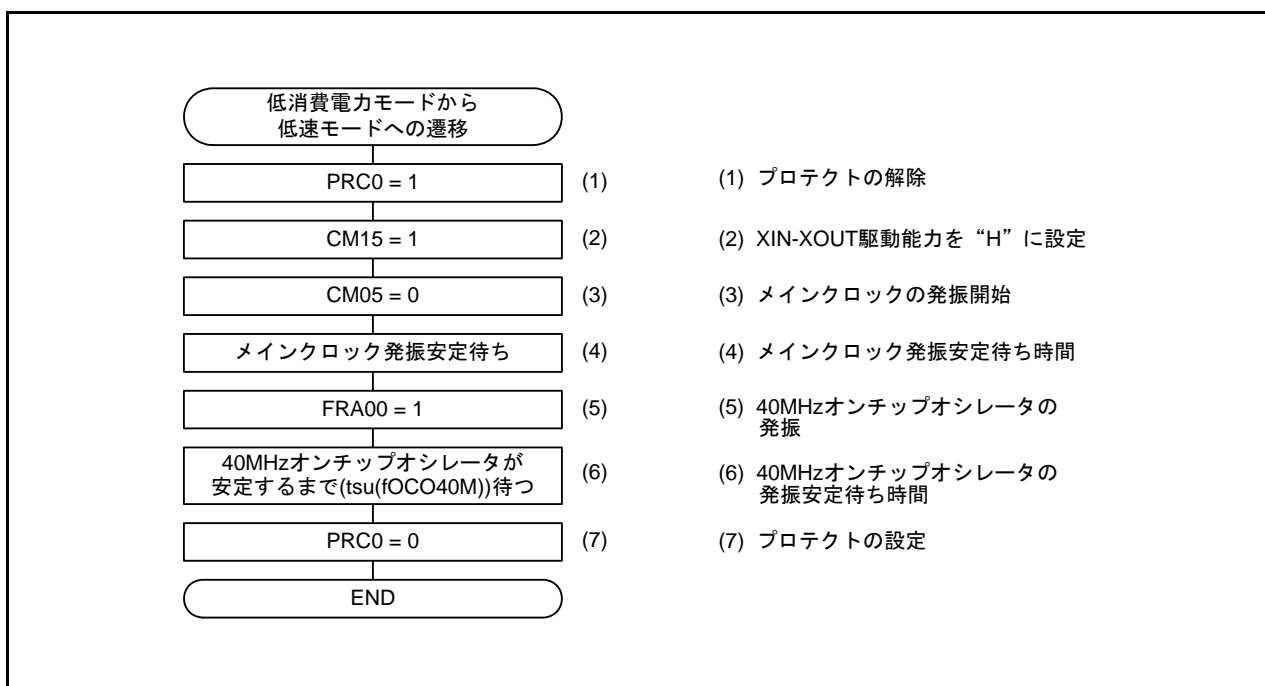 低消費電力モードから
低速モードへの遷移
PRC0 = 1
(1)
(1) プロテクトの解除
CM15 = 1
(2)
(2) XIN-XOUT駆動能力を“H”に設定
CM05 = 0
(3)
(3) メインクロックの発振開始
メインクロック発振安定待ち
(4)
(4) メインクロック発振安定待ち時間
FRA00 = 1
(5)
(5) 40MHzオンチップオシレータの
発振
40MHzオンチップオシレータが
安定するまで(tsu(fOCO40M))待つ
(6)
(6) 40MHzオンチップオシレータの
発振安定待ち時間
PRC0 = 0
(7)
(7) プロテクトの設定
END